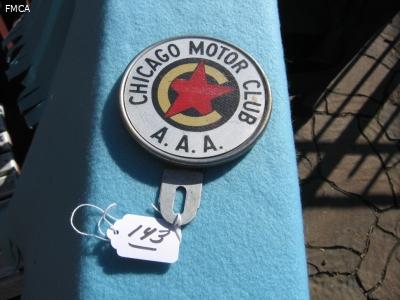 FMCA
CHICAGO MOTOR CLUB
A.A.A.
143